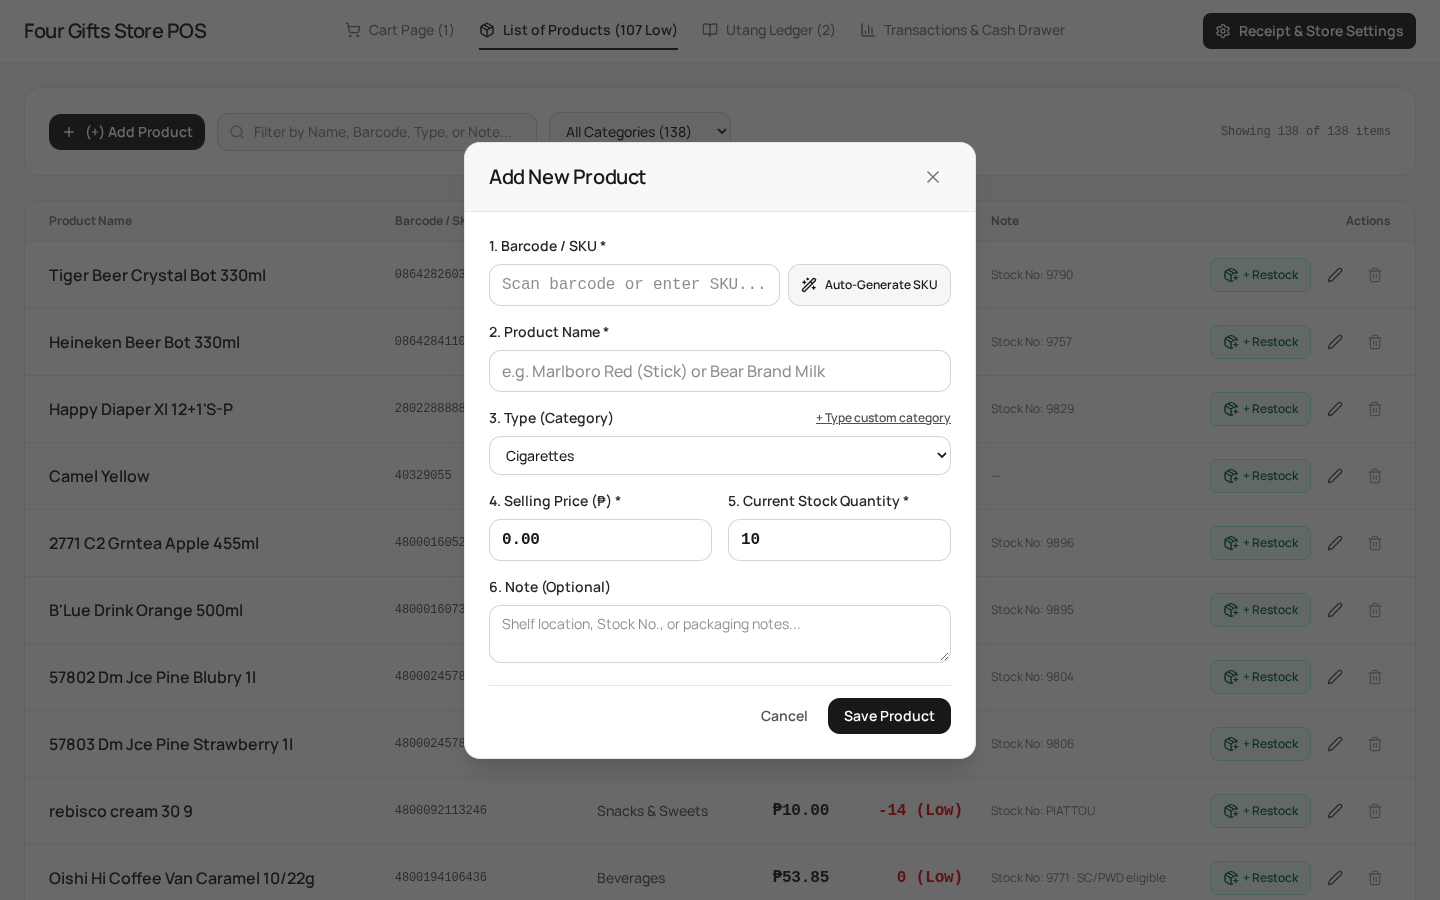 Four Gifts Store POS
Cart Page (1)
List of Products (107 Low)
Utang Ledger (2)
Transactions & Cash Drawer
Receipt & Store Settings
(+) Add Product
Filter by Name, Barcode, Type, or Note...
All Categories (138)
Showing 138 of 138 items
Add New Product
1. Barcode / SKU *
Scan barcode or enter SKU...
Auto-Generate SKU
2. Product Name *
e.g. Marlboro Red (Stick) or Bear Brand Milk
3. Type (Category)
+ Type custom category
Cigarettes
4. Selling Price (₱) *
5. Current Stock Quantity *
0.00
10
6. Note (Optional)
Shelf location, Stock No., or packaging notes...
Cancel
Save Product
Product Name
Barcode /
Note
Actions
Tiger Beer Crystal Bot 330ml
0864282603
Stock No: 9790
+ Restock
Heineken Beer Bot 330ml
0864284110
Stock No: 9757
+ Restock
Happy Diaper Xl 12+1'S-P
2802288888
Stock No: 9829
+ Restock
Camel Yellow
40329055
—
+ Restock
2771 C2 Grntea Apple 455ml
4800016052
Stock No: 9896
+ Restock
B'Lue Drink Orange 500ml
4800016073
Stock No: 9895
+ Restock
57802 Dm Jce Pine Blubry 1l
4800024578
Stock No: 9804
+ Restock
57803 Dm Jce Pine Strawberry 1l
4800024578
Stock No: 9806
+ Restock
rebisco cream 30 9
4800092113246
Snacks & Sweets
₱10.00
-14 (Low)
Stock No: PIATTOU
+ Restock
Oishi Hi Coffee Van Caramel 10/22g
4800194106436
Beverages
₱53.85
0 (Low)
Stock No: 9771 · SC/PWD eligible
+ Restock